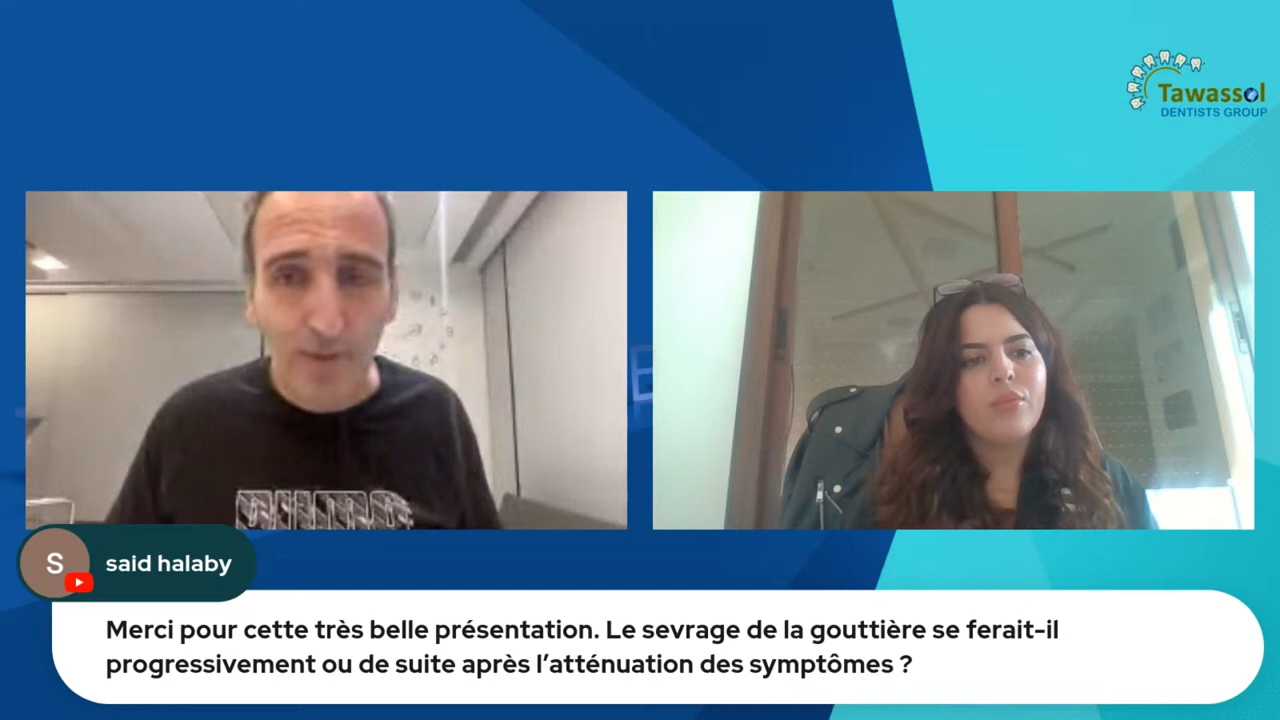 Tawassol
DENTISTS GROUP
S
said halaby
Merci pour cette très belle présentation. Le sevrage de la gouttière se ferait-il
progressivement ou de suite après l’atténuation des symptômes ?